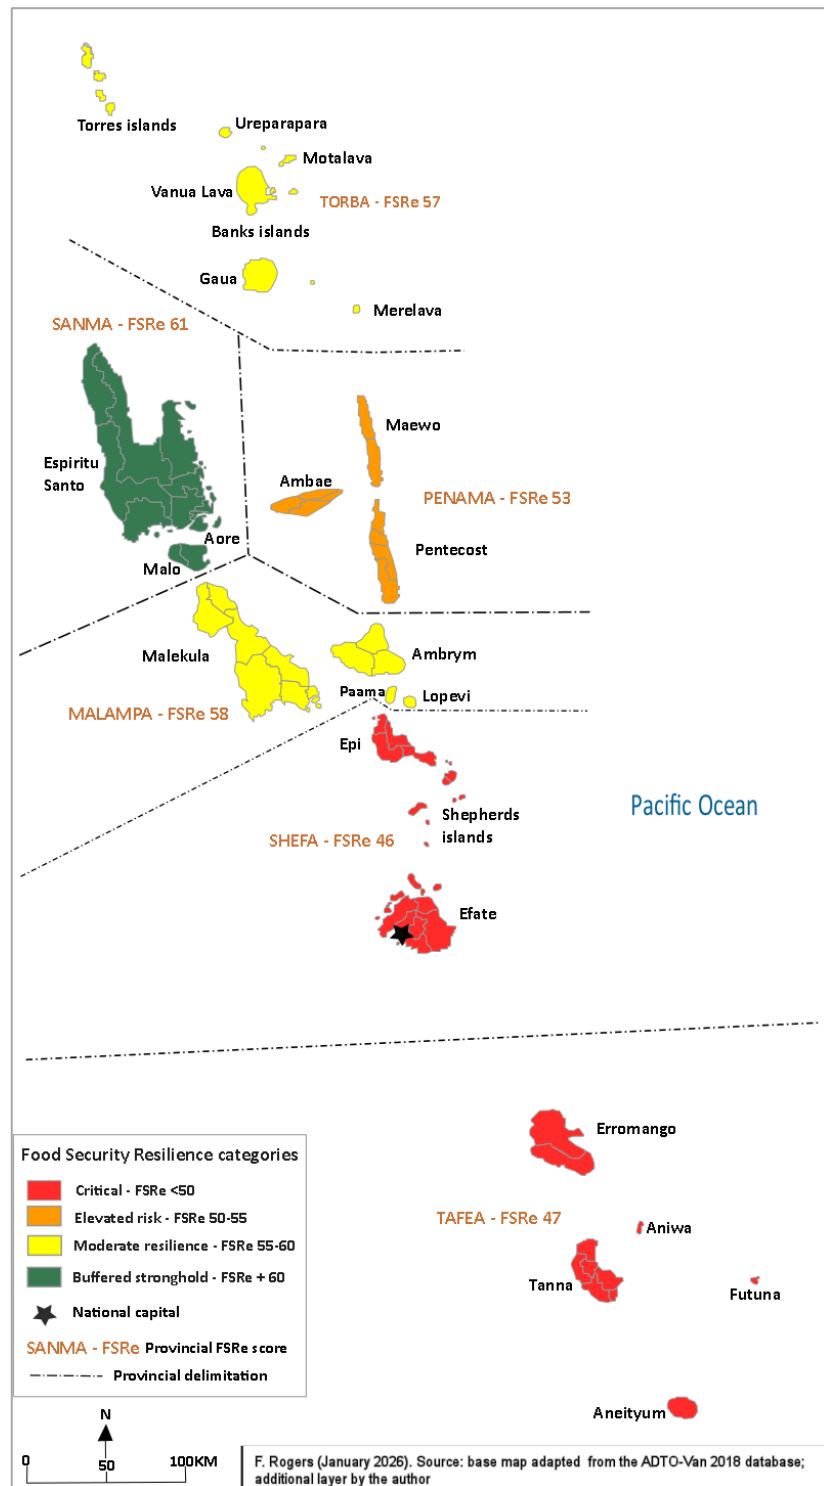 Torres islands
Ureparapara
Motalava
Vanua Lava
TORBA - FSRe 57
Banks islands
Gaua
Merelava
SANMA - FSRe 61
Maewo
Espiritu
Santo
Ambae
PENAMA - FSRe 53
Aore
Pentecost
Malo
Malekula
Ambrym
Paama
Lopevi
MALAMPA - FSRe 58
Epi
Pacific Ocean
Shepherds
islands
SHEFA - FSRe 46
Efate
Erromango
TAFEA - FSRe 47
Aniwa
Tanna
Futuna
Aneityum
Food Security Resilience categories
Critical - FSRe <50
Elevated risk - FSRe 50-55
Moderate resilience - FSRe 55-60
Buffered stronghold - FSRe + 60
National capital
SANMA - FSRe Provincial FSRe score
Provincial delimitation
N
0 50 100KM
F. Rogers (January 2026). Source: base map adapted from the ADTO-Van 2018 database;
additional layer by the author